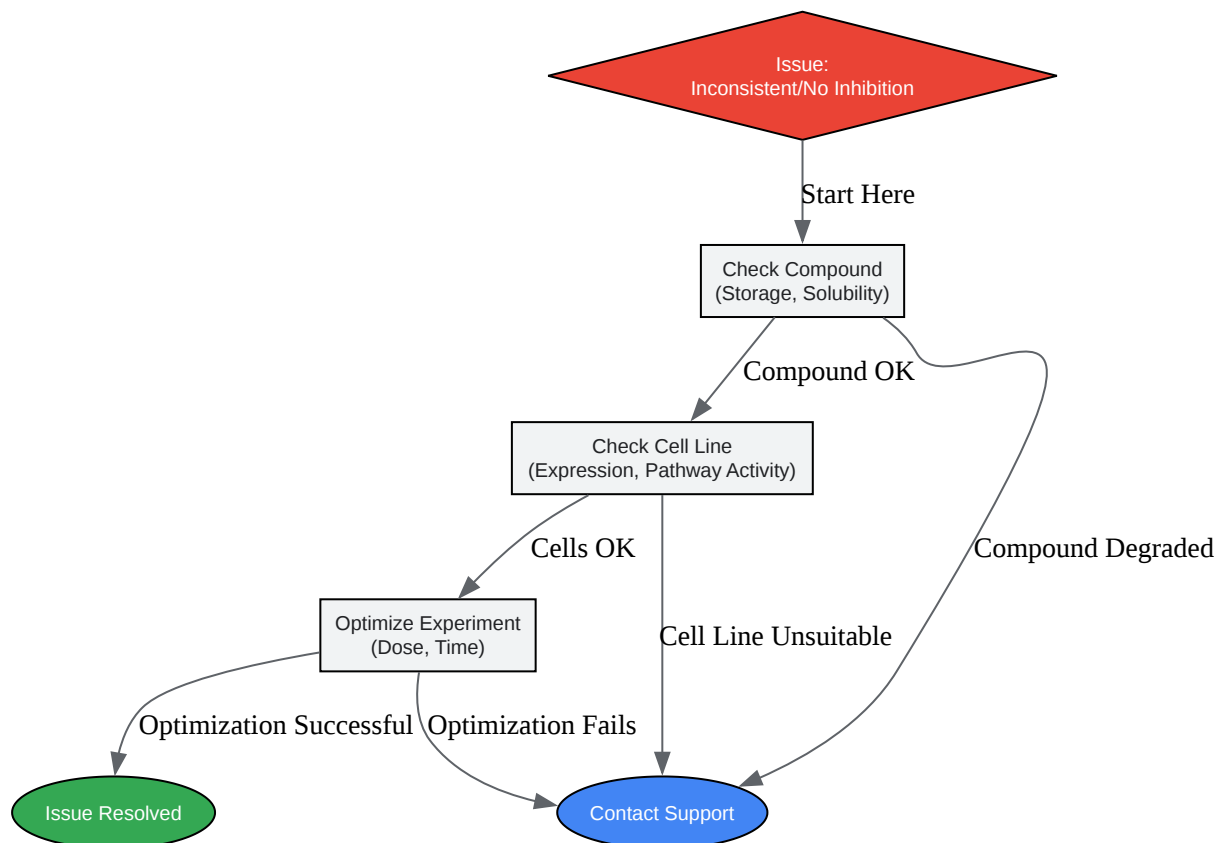 Issue:
Inconsistent/No Inhibition
Start Here
Check Compound
(Storage, Solubility)
Compound OK
Check Cell Line
(Expression, Pathway Activity)
Cells OK
Compound Degraded
Optimize Experiment
(Dose, Time)
Cell Line Unsuitable
Optimization Successful
Optimization Fails
Issue Resolved
Contact Support